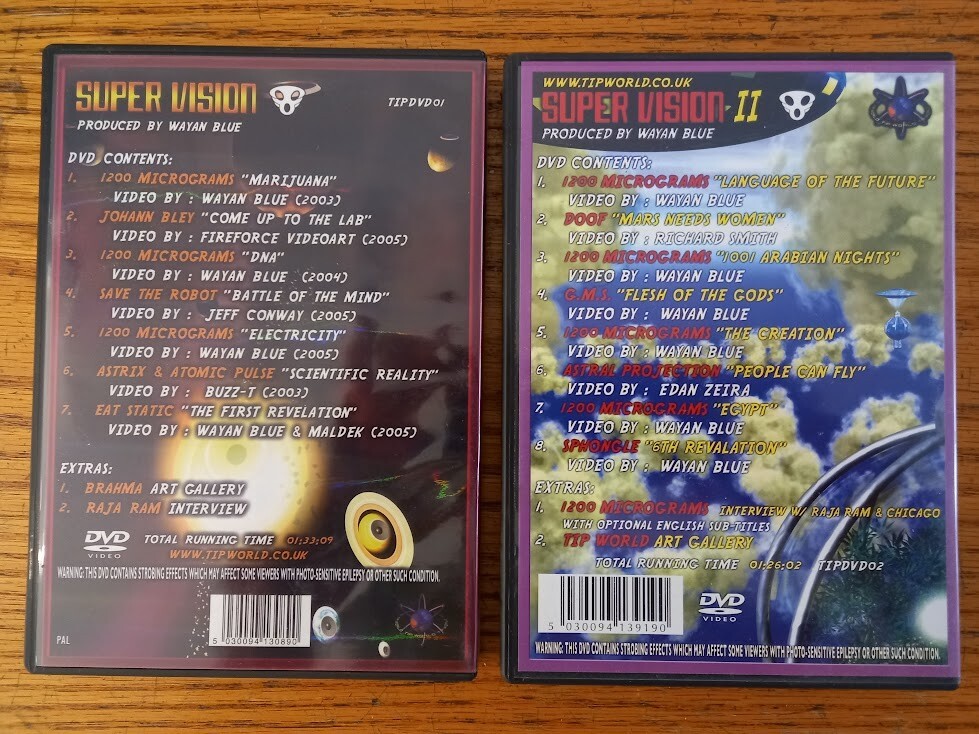 SUPER VISION
TIPDVD01
PRODUCED BY WAYAN BLUE
DVD CONTENTS:
1. 1200 MICROGRAMS "MARIJUANA"
VIDEO BY : WAYAN BLUE (2003)
2. JOHANN BLEY "COME UP TO THE LAB"
VIDEO BY : FIREFORCE VIDEOART (2005)
3. 1200 MICROGRAMS "DNA"
VIDEO BY : WAYAN BLUE (2004)
4. SAVE THE ROBOT "BATTLE OF THE MIND"
VIDEO BY : JEFF CONWAY (2005)
5. 1200 MICROGRAMS "ELECTRICITY"
VIDEO BY : WAYAN BLUE (2005)
6. ASTRIX & ATOMIC PULSE "SCIENTIFIC REALITY"
VIDEO BY : BUZZ-T (2003)
7. EAT STATIC "THE FIRST REVELATION"
VIDEO BY : WAYAN BLUE & MALDEK (2005)
EXTRAS:
1. BRAHMA ART GALLERY
2. RAJA RAM INTERVIEW
DVD VIDEO
TOTAL RUNNING TIME 01:33:09
WWW.TIPWORLD.CO.UK
WARNING: THIS DVD CONTAINS STROBING EFFECTS WHICH MAY AFFECT SOME VIEWERS WITH PHOTO-SENSITIVE EPILEPSY OR OTHER SUCH CONDITION.
5 030094 130890
PAL
WWW.TIPWORLD.CO.UK
SUPER VISION II
PRODUCED BY WAYAN BLUE
DVD CONTENTS:
1. 1200 MICROGRAMS "LANGUAGE OF THE FUTURE"
VIDEO BY : WAYAN BLUE
2. DOOF "MARS NEEDS WOMEN"
VIDEO BY : RICHARD SMITH
3. 1200 MICROGRAMS "1001 ARABIAN NIGHTS"
VIDEO BY : WAYAN BLUE
4. G.M.S. "FLESH OF THE GODS"
VIDEO BY : WAYAN BLUE
5. 1200 MICROGRAMS "THE CREATION"
VIDEO BY : WAYAN BLUE
6. ASTRAL PROJECTION "PEOPLE CAN FLY"
VIDEO BY : EDAN ZEIRA
7. 1200 MICROGRAMS "EGYPT"
VIDEO BY : WAYAN BLUE
8. SPHONGLE "6TH REVALATION"
VIDEO BY : WAYAN BLUE
EXTRAS:
1. 1200 MICROGRAMS INTERVIEW W/ RAJA RAM & CHICAGO
WITH OPTIONAL ENGLISH SUB-TITLES
2. TIP WORLD ART GALLERY
TOTAL RUNNING TIME 01:26:02 TIPDVD02
5 030094 139190
DVD VIDEO
WARNING: THIS DVD CONTAINS STROBING EFFECTS WHICH MAY AFFECT SOME VIEWERS WITH PHOTO-SENSITIVE EPILEPSY OR OTHER SUCH CONDITION.